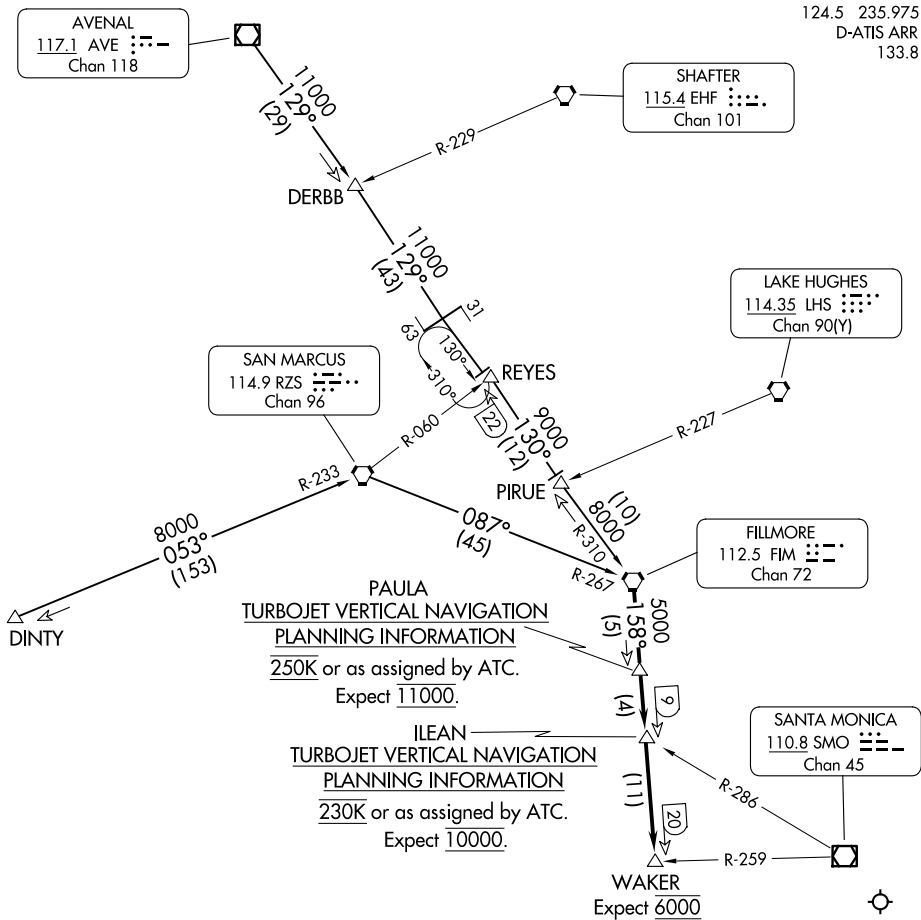 124.5 235.975
D-ATIS ARR
133.8
AVENAL
117.1 AVE
Chan 118
SHAFTER
115.4 EHF
Chan 101
11000
129°
(29)
R-229
DERBB
11000
129°
(43)
LAKE HUGHES
114.35 LHS
Chan 90(Y)
31
63
130°
310°
REYES
22
SAN MARCUS
114.9 RZS
Chan 96
R-060
9000
130°
(12)
R-227
R-233
PIRUE
8000
053°
(153)
087°
(45)
(10)
8000
R-310
R-267
FILLMORE
112.5 FIM
Chan 72
DINTY
5000
158°
(5)
PAULA
TURBOJET VERTICAL NAVIGATION
PLANNING INFORMATION
250K or as assigned by ATC.
Expect 11000.
(4)
9
ILEAN
TURBOJET VERTICAL NAVIGATION
PLANNING INFORMATION
230K or as assigned by ATC.
Expect 10000.
SANTA MONICA
110.8 SMO
Chan 45
R-286
(11)
20
R-259
WAKER
Expect 6000